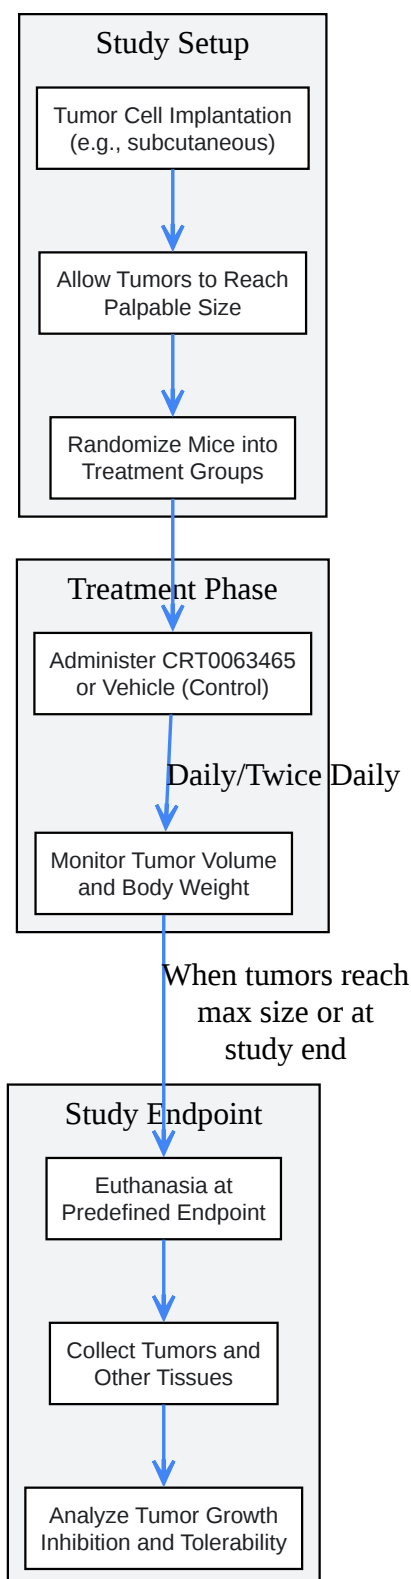 Study Setup
Tumor Cell Implantation
(e.g., subcutaneous)
Allow Tumors to Reach
Palpable Size
Randomize Mice into
Treatment Groups
Treatment Phase
Administer CRT0063465
or Vehicle (Control)
Daily/Twice Daily
Monitor Tumor Volume
and Body Weight
When tumors reach
max size or at
study end
Study Endpoint
Euthanasia at
Predefined Endpoint
Collect Tumors and
Other Tissues
Analyze Tumor Growth
Inhibition and Tolerability